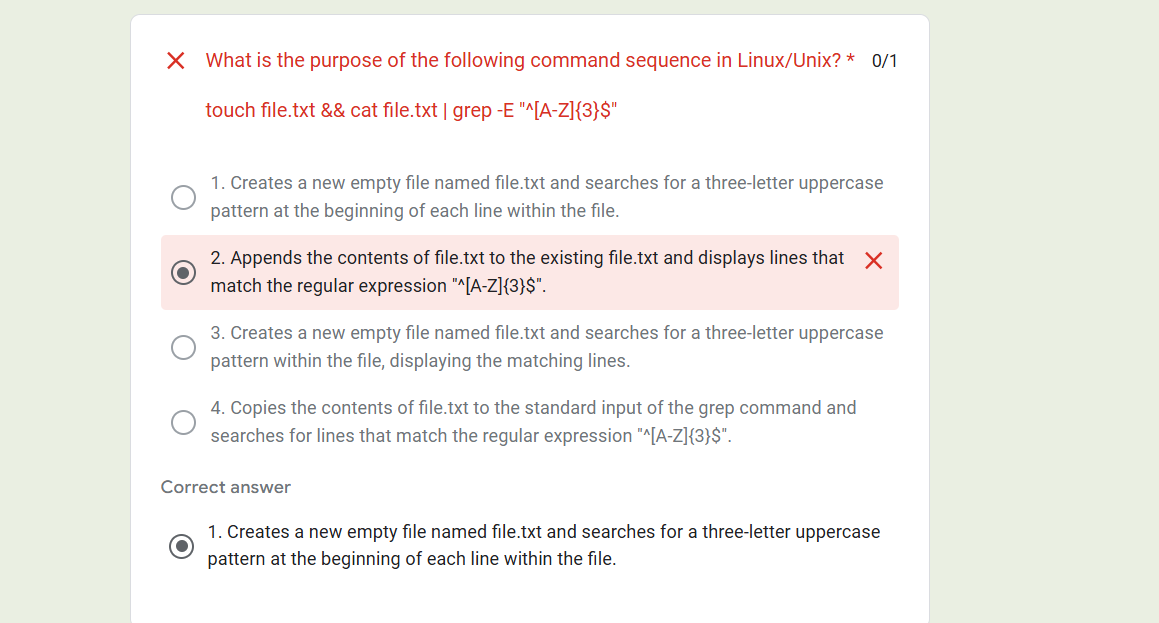 What is the purpose of the following command sequence in Linux/Unix? * 0/1
touch file.txt && cat file.txt | grep -E "^[A-Z]{3}$"
1. Creates a new empty file named file.txt and searches for a three-letter uppercase
pattern at the beginning of each line within the file.
2. Appends the contents of file.txt to the existing file.txt and displays lines that
match the regular expression "^[A-Z]{3}$".
3. Creates a new empty file named file.txt and searches for a three-letter uppercase
pattern within the file, displaying the matching lines.
4. Copies the contents of file.txt to the standard input of the grep command and
searches for lines that match the regular expression "^[A-Z]{3}$".
Correct answer
1. Creates a new empty file named file.txt and searches for a three-letter uppercase
pattern at the beginning of each line within the file.